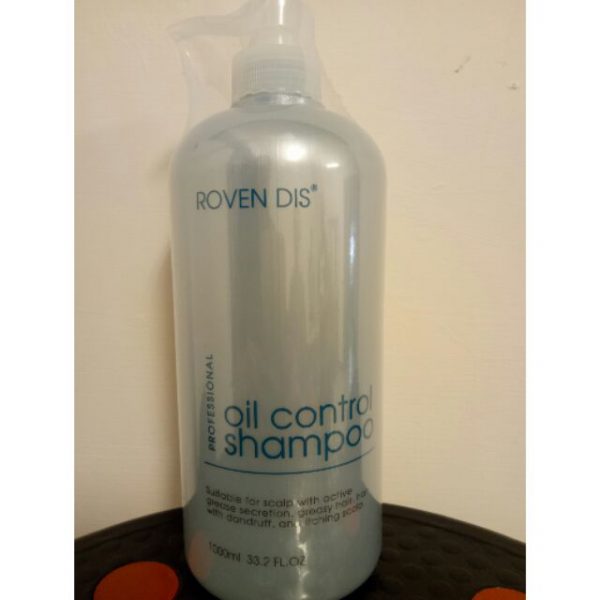 ROVEN DIS®
PROFESSIONAL
oil control
shampoo
Suitable for scalp with active
grease secretion, greasy hair, hair
with dandruff, and itching scalp
1000ml 33.2 FL.OZ